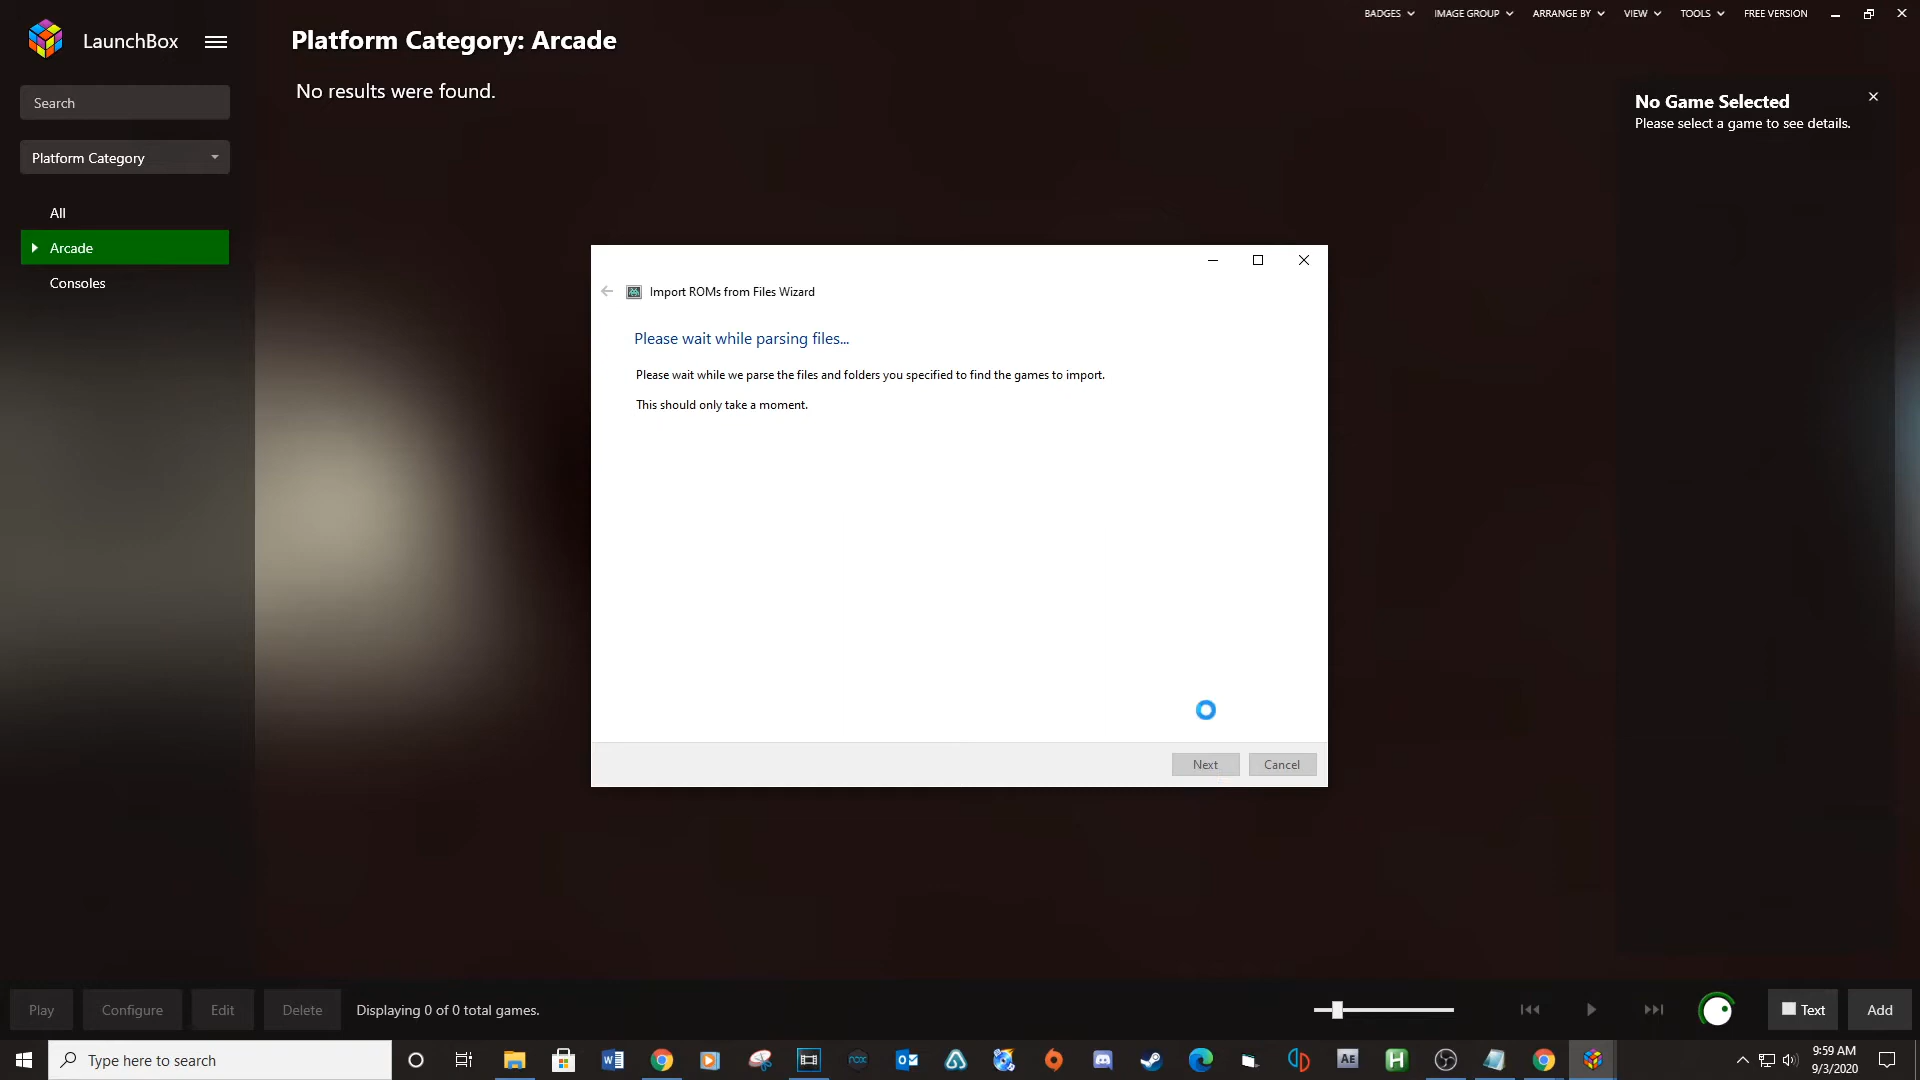 LaunchBox
Platform Category: Arcade
BADGES
IMAGE GROUP
ARRANGE BY
VIEW
TOOLS
FREE VERSION
Search
No results were found.
No Game Selected
Please select a game to see details.
Platform Category
All
Arcade
Consoles
Import ROMs from Files Wizard
Please wait while parsing files...
Please wait while we parse the files and folders you specified to find the games to import.
This should only take a moment.
Next
Cancel
Play
Configure
Edit
Delete
Displaying 0 of 0 total games.
Text
Add
Type here to search
nox
AE
H
9:59 AM
9/3/2020